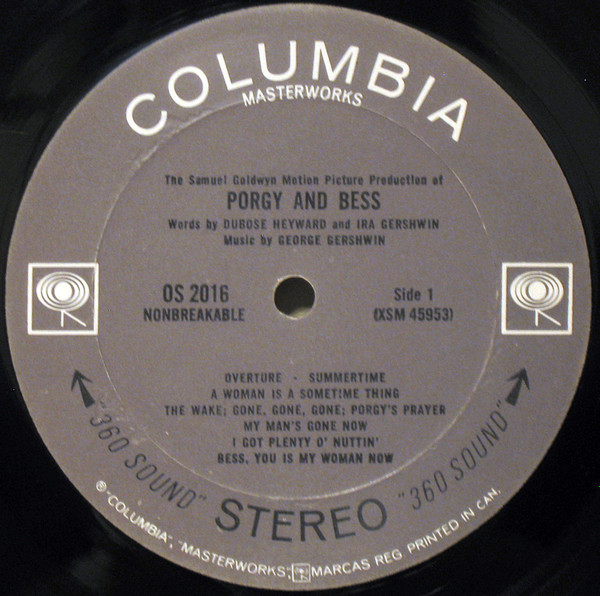 COLUMBIA
MASTERWORKS
The Samuel Goldwyn Motion Picture Production of
PORGY AND BESS
Words by DUBOSE HEYWARD and IRA GERSHWIN
Music by GEORGE GERSHWIN
OS 2016
NONBREAKABLE
Side 1
(XSM 45953)
OVERTURE - SUMMERTIME
A WOMAN IS A SOMETIME THING
THE WAKE; GONE, GONE, GONE; PORGY'S PRAYER
MY MAN'S GONE NOW
I GOT PLENTY O' NUTTIN'
BESS, YOU IS MY WOMAN NOW
"360 SOUND" STEREO "360 SOUND"
® "COLUMBIA", "MASTERWORKS", MARCAS REG. PRINTED IN CAN.